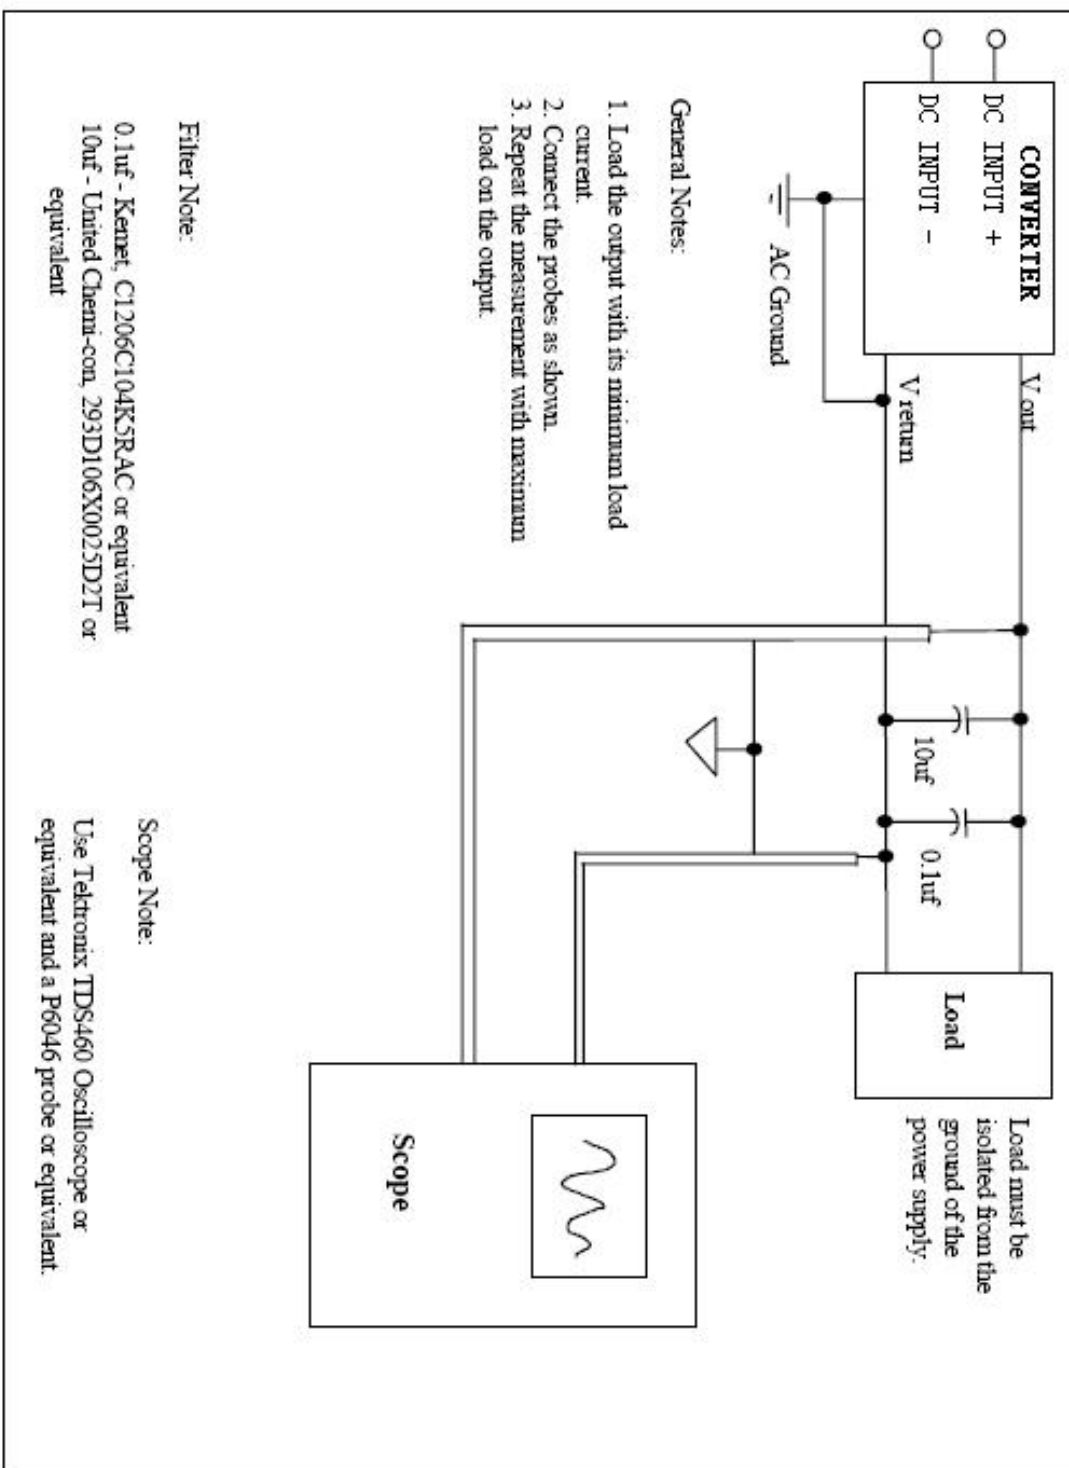 CONVERTER
DC INPUT +
DC INPUT -
V out
V return
AC Ground
10uf
0.1uf
Load
Load must be
isolated from the
ground of the
power supply.
General Notes:
1. Load the output with its minimum load
current.
2. Connect the probes as shown.
3. Repeat the measurement with maximum
load on the output.
Scope
Filter Note:
0.1uf - Kemet, C1206C104K5RAC or equivalent
10uf - United Chemi-con, 293D106X0025D2T or
equivalent
Scope Note:
Use Tektronix TDS460 Oscilloscope or
equivalent and a P6046 probe or equivalent.